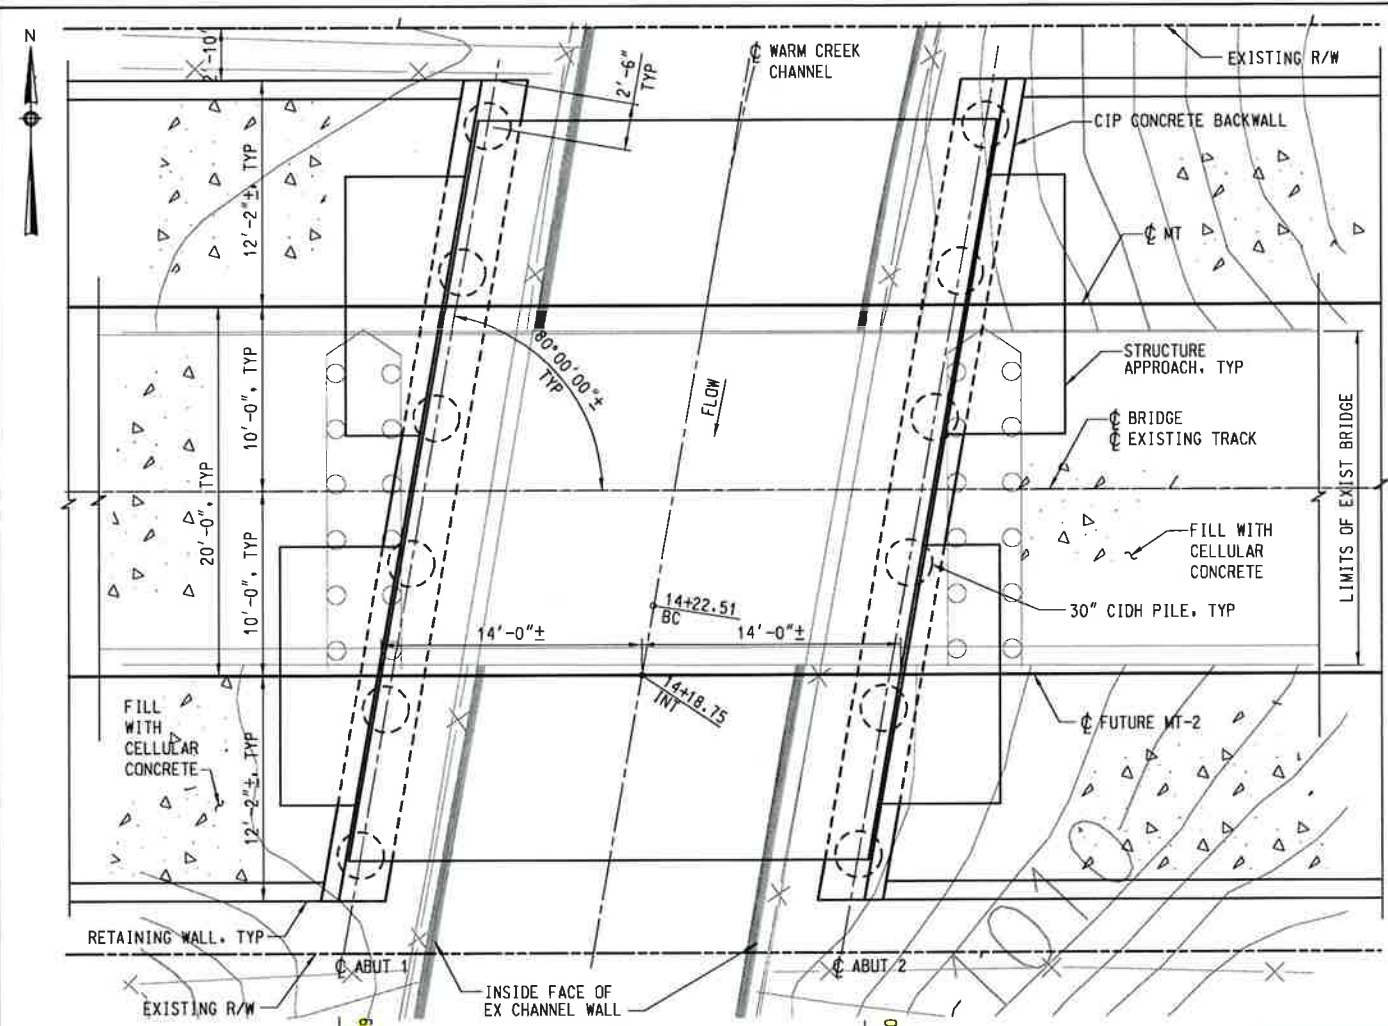 N
2'-10"
2'-6"
TYP
℄ WARM CREEK
CHANNEL
EXISTING R/W
CIP CONCRETE BACKWALL
12'-2"±, TYP
℄ MT
80°00'00"±
TYP
STRUCTURE
APPROACH, TYP
10'-0", TYP
FLOW
℄ BRIDGE
℄ EXISTING TRACK
LIMITS OF EXIST BRIDGE
20'-0", TYP
FILL WITH
CELLULAR
CONCRETE
10'-0", TYP
14+22.51
BC
30" CIDH PILE, TYP
14'-0"±
14'-0"±
14+18.75
INT
FILL
WITH
CELLULAR
CONCRETE
℄ FUTURE MT-2
12'-2"±, TYP
RETAINING WALL, TYP
℄ ABUT 1
℄ ABUT 2
EXISTING R/W
INSIDE FACE OF
EX CHANNEL WALL